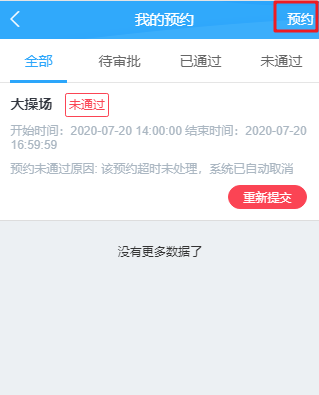 我的预约 预约
全部 待审批 已通过 未通过
大操场 未通过
开始时间：2020-07-20 14:00:00 结束时间：2020-07-20
16:59:59
预约未通过原因: 该预约超时未处理，系统已自动取消
重新提交
没有更多数据了